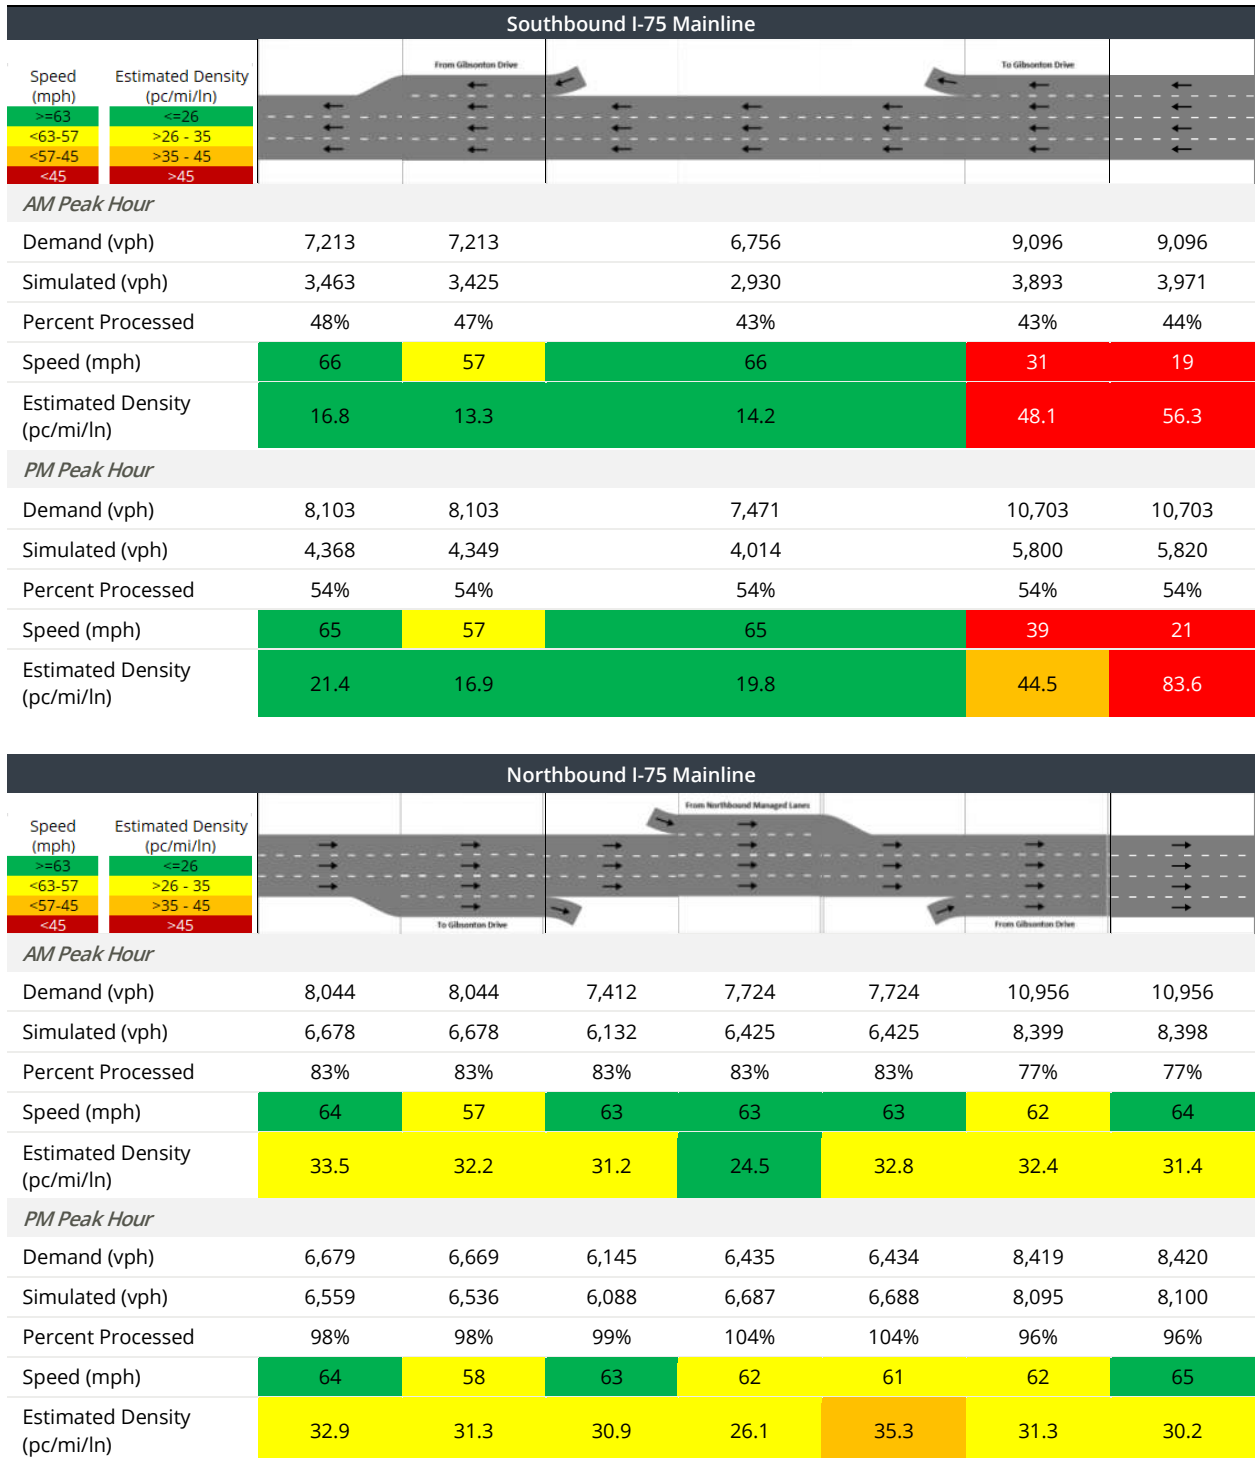 Southbound I-75 Mainline
From Gibsonton Drive
To Gibsonton Drive
Speed (mph) Estimated Density (pc/mi/ln)
>=63 <=26
<63-57 >26 - 35
<57-45 >35 - 45
<45 >45
AM Peak Hour
Demand (vph) 7,213 7,213 6,756 9,096 9,096
Simulated (vph) 3,463 3,425 2,930 3,893 3,971
Percent Processed 48% 47% 43% 43% 44%
Speed (mph) 66 57 66 31 19
Estimated Density
(pc/mi/ln) 16.8 13.3 14.2 48.1 56.3
PM Peak Hour
Demand (vph) 8,103 8,103 7,471 10,703 10,703
Simulated (vph) 4,368 4,349 4,014 5,800 5,820
Percent Processed 54% 54% 54% 54% 54%
Speed (mph) 65 57 65 39 21
Estimated Density
(pc/mi/ln) 21.4 16.9 19.8 44.5 83.6
Northbound I-75 Mainline
From Northbound Managed Lanes
Speed (mph) Estimated Density (pc/mi/ln)
>=63 <=26
<63-57 >26 - 35
<57-45 >35 - 45
<45 >45
To Gibsonton Drive
From Gibsonton Drive
AM Peak Hour
Demand (vph) 8,044 8,044 7,412 7,724 7,724 10,956 10,956
Simulated (vph) 6,678 6,678 6,132 6,425 6,425 8,399 8,398
Percent Processed 83% 83% 83% 83% 83% 77% 77%
Speed (mph) 64 57 63 63 63 62 64
Estimated Density
(pc/mi/ln) 33.5 32.2 31.2 24.5 32.8 32.4 31.4
PM Peak Hour
Demand (vph) 6,679 6,669 6,145 6,435 6,434 8,419 8,420
Simulated (vph) 6,559 6,536 6,088 6,687 6,688 8,095 8,100
Percent Processed 98% 98% 99% 104% 104% 96% 96%
Speed (mph) 64 58 63 62 61 62 65
Estimated Density
(pc/mi/ln) 32.9 31.3 30.9 26.1 35.3 31.3 30.2